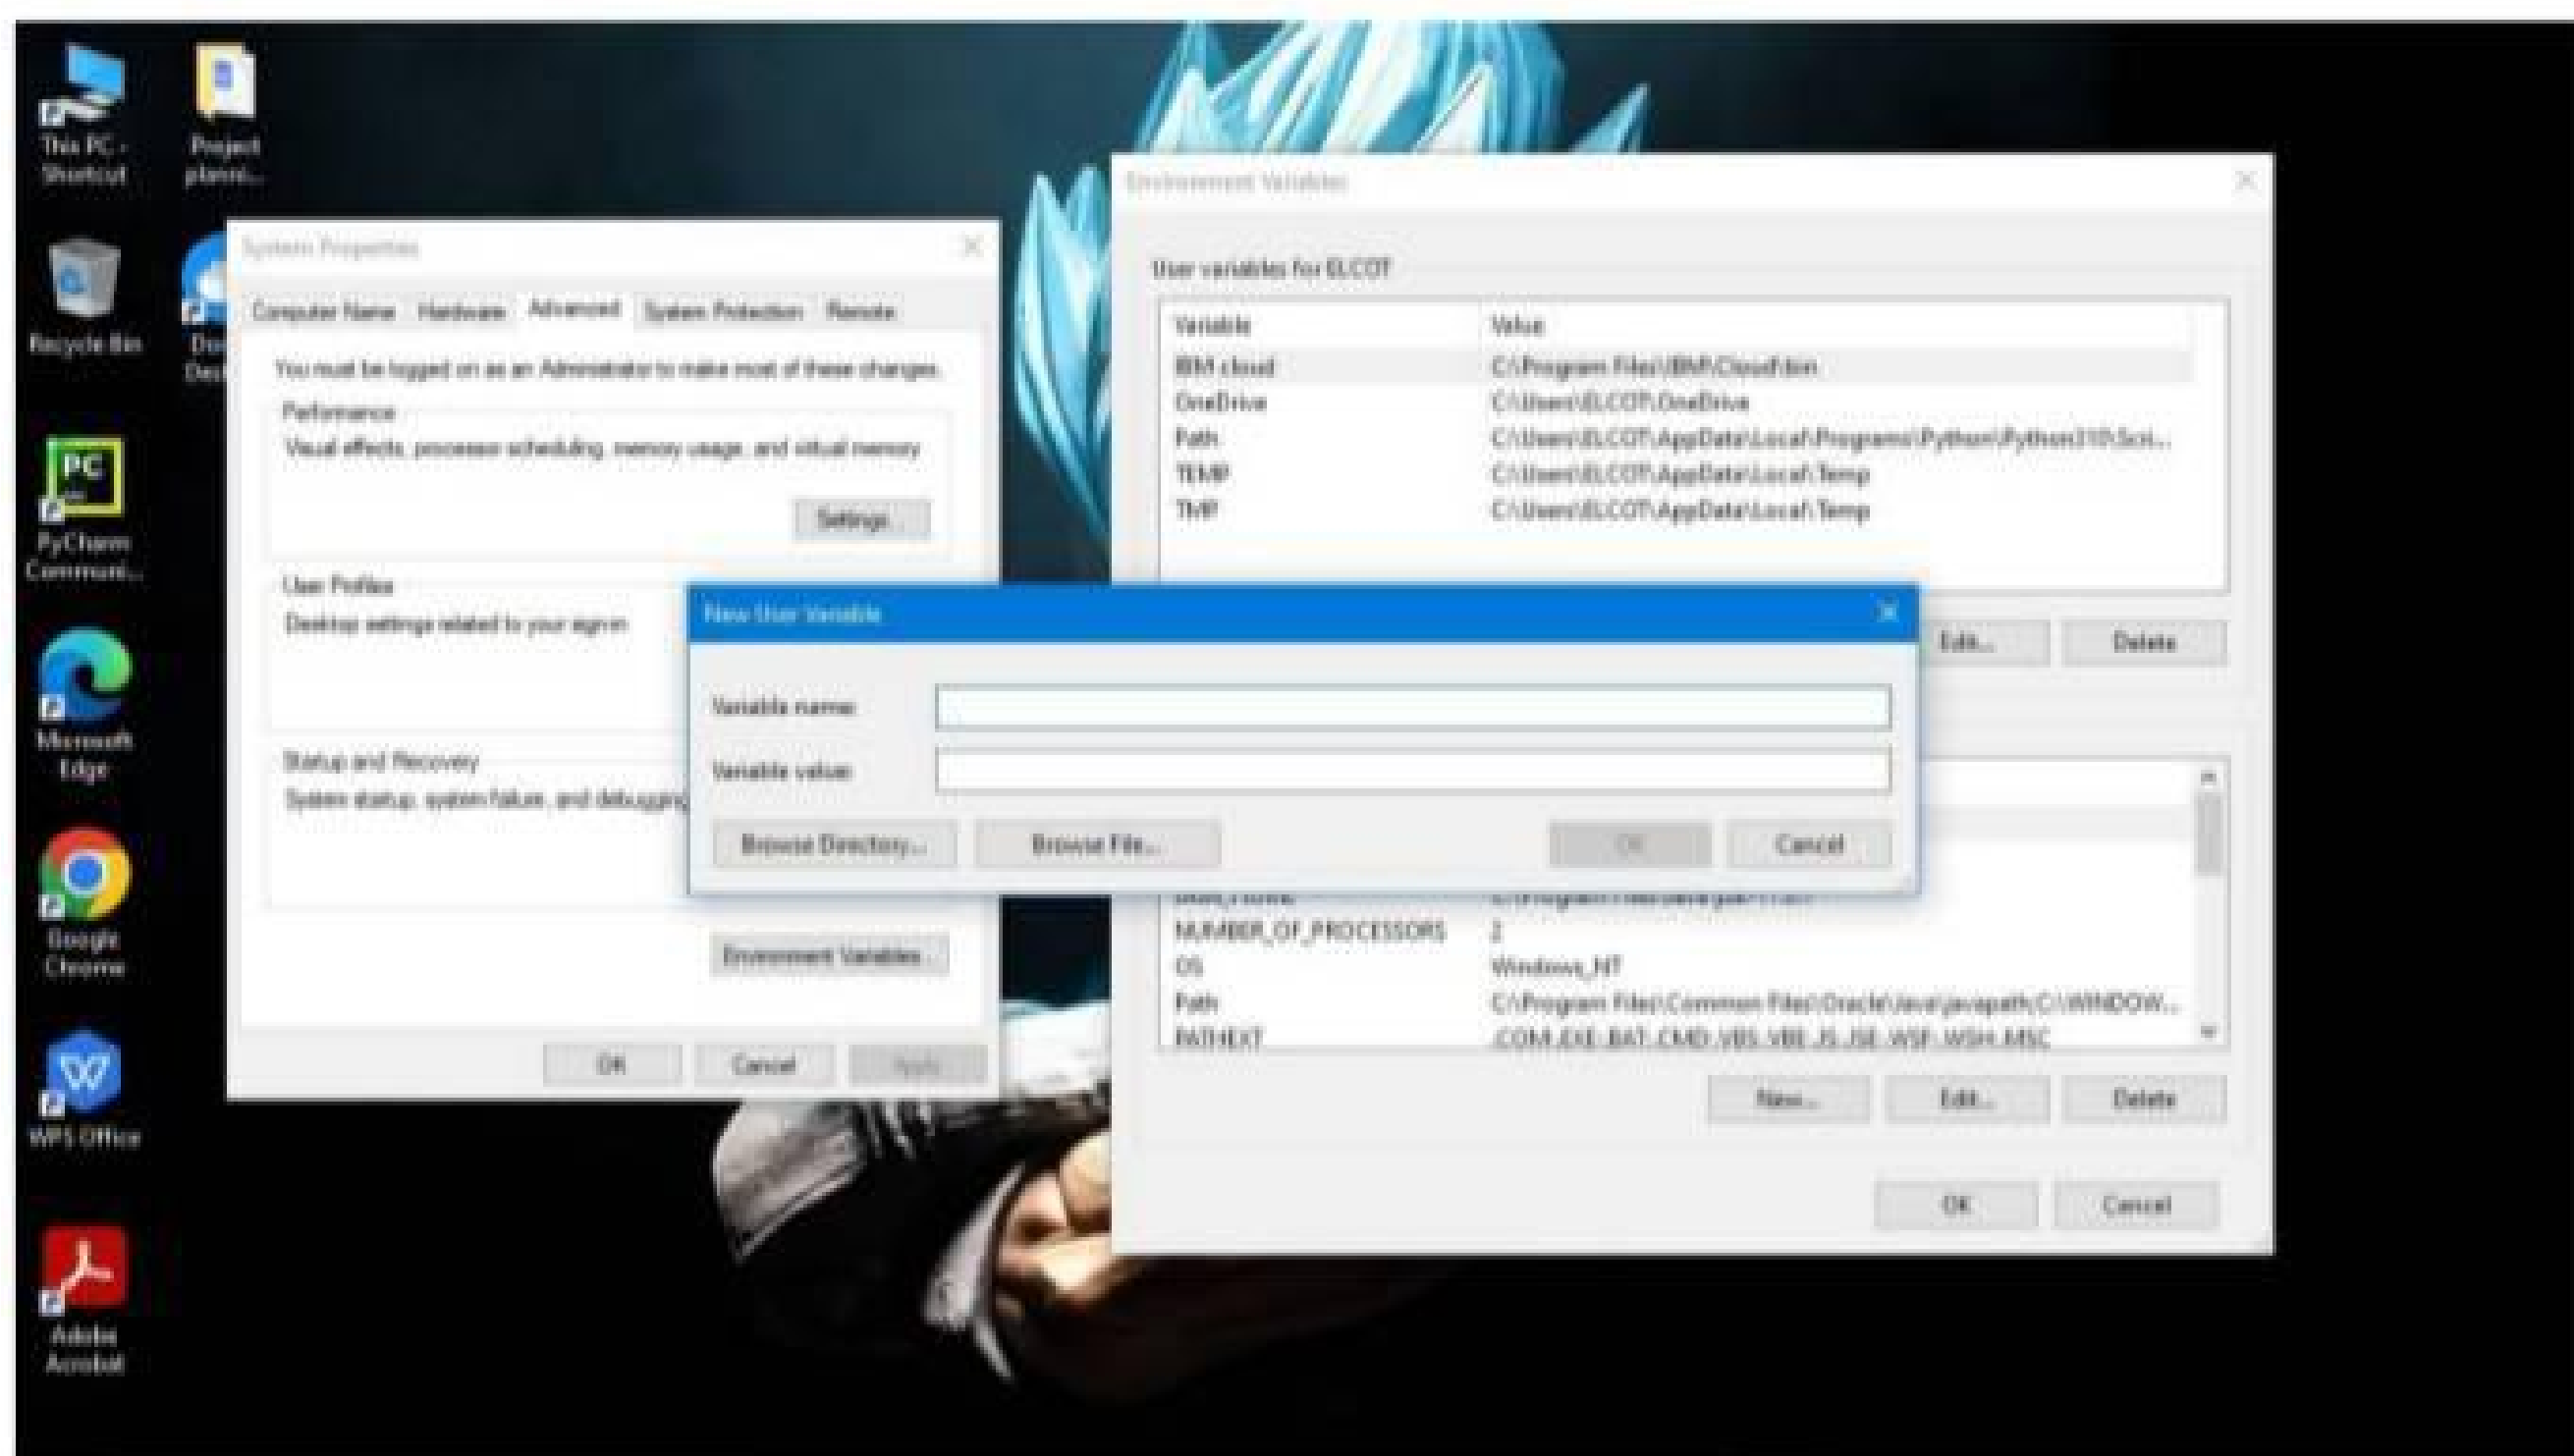 This PC -
Shortcut
Project
planni...
Recycle Bin
PyCharm
Communi...
Microsoft
Edge
Google
Chrome
WPS Office
Adobe
Acrobat
System Properties
Computer Name Hardware Advanced System Protection Remote
You must be logged on as an Administrator to make most of these changes.
Performance
Visual effects, processor scheduling, memory usage, and virtual memory
Settings...
User Profiles
Desktop settings related to your sign-in
Startup and Recovery
System startup, system failure, and debugging
Environment Variables...
OK Cancel Apply
Environment Variables
User variables for ELCOT
Variable Value
IBM cloud C:\Program Files\IBM\Cloud\bin
OneDrive C:\Users\ELCOT\OneDrive
Path C:\Users\ELCOT\AppData\Local\Programs\Python\Python310\Scri...
TEMP C:\Users\ELCOT\AppData\Local\Temp
TMP C:\Users\ELCOT\AppData\Local\Temp
Edit... Delete
New User Variable
Variable name:
Variable value:
Browse Directory... Browse File... OK Cancel
NUMBER_OF_PROCESSORS 2
OS Windows_NT
Path C:\Program Files\Common Files\Oracle\Java\javapath;C:\WINDOW...
PATHEXT .COM;.EXE;.BAT;.CMD;.VBS;.VBE;.JS;.JSE;.WSF;.WSH;.MSC
New... Edit... Delete
OK Cancel